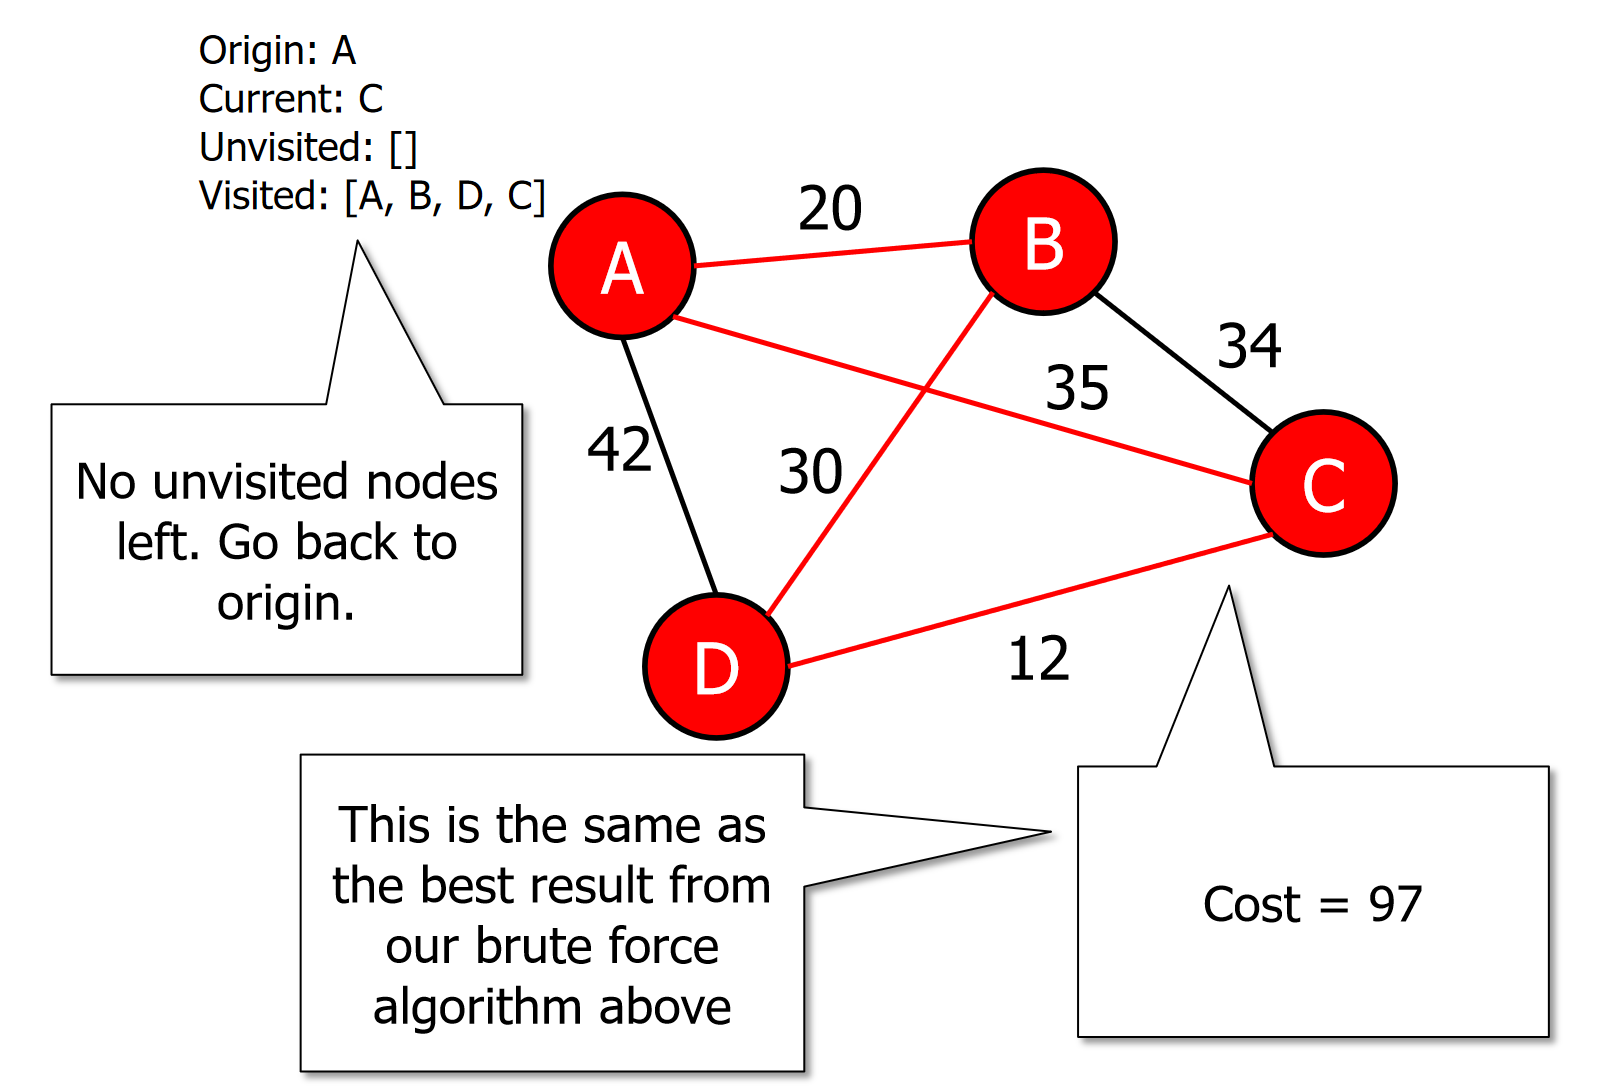 Origin: A
Current: C
Unvisited: []
Visited: [A, B, D, C]
20
A
B
34
35
42
30
C
No unvisited nodes
left. Go back to
origin.
D
12
This is the same as
the best result from
our brute force
algorithm above
Cost = 97